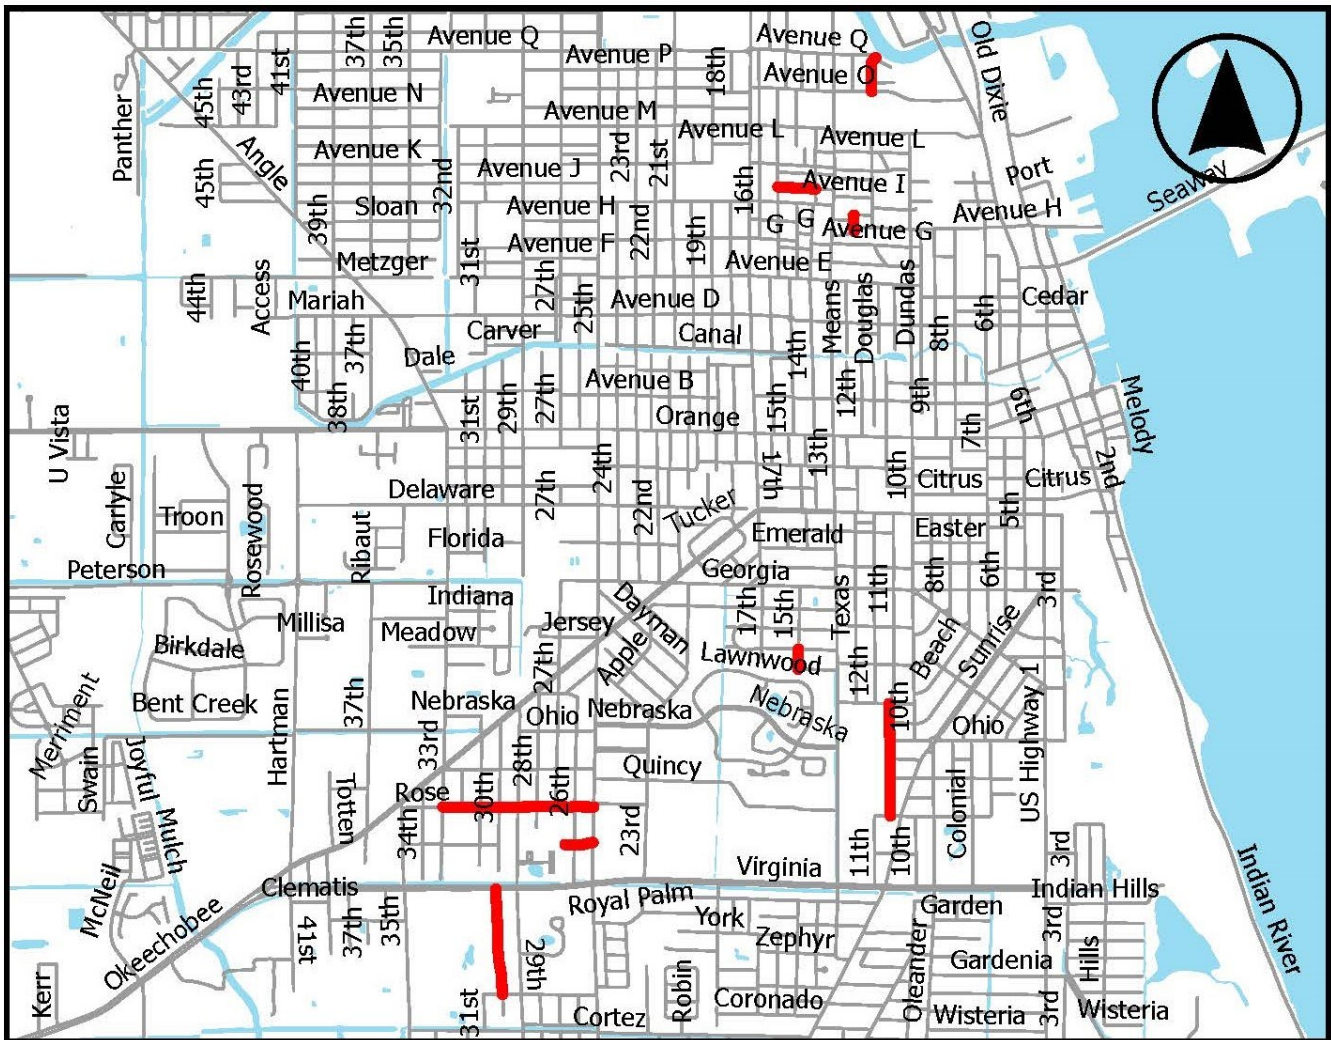 Avenue Q
Avenue Q
Old Dixie
37th
35th
41st
Avenue P
18th
Avenue O
43rd
45th
Avenue N
Avenue M
Panther
Avenue L
Avenue L
Angle
Avenue K
23rd
21st
Avenue J
32nd
45th
16th
Avenue I
Port
Seaway
39th
Sloan
Avenue H
Avenue H
22nd
19th
G
G
Avenue G
Avenue F
31st
Metzger
Avenue E
44th
Access
Mariah
27th
25th
Avenue D
Means
Douglas
Dundas
8th
6th
Cedar
Carver
Canal
14th
40th
37th
Dale
Avenue B
38th
31st
29th
27th
Orange
15th
12th
9th
6th
Melody
U Vista
7th
13th
24th
17th
10th
Citrus
Citrus
2nd
Carlyle
Delaware
27th
22nd
Tucker
5th
Troon
Rosewood
Ribaut
Florida
Emerald
Easter
Peterson
Georgia
8th
6th
3rd
Indiana
Dayman
17th
15th
Texas
11th
Millisa
Meadow
Jersey
Birkdale
Apple
Beach
Sunrise
27th
Lawnwood
12th
Merriment
Bent Creek
37th
Nebraska
Ohio
Nebraska
Nebraska
10th
Ohio
US Highway 1
Hartman
33rd
28th
Swain
Joyful
Mulch
Quincy
Totten
Rose
30th
26th
Colonial
34th
23rd
11th
10th
3rd
Virginia
McNeil
Clematis
Indian Hills
Royal Palm
Garden
Indian River
Okeechobee
41st
37th
35th
York
Zephyr
29th
Oleander
Gardenia
3rd
Hills
Kerr
31st
Cortez
Robin
Coronado
Wisteria
3rd
Wisteria